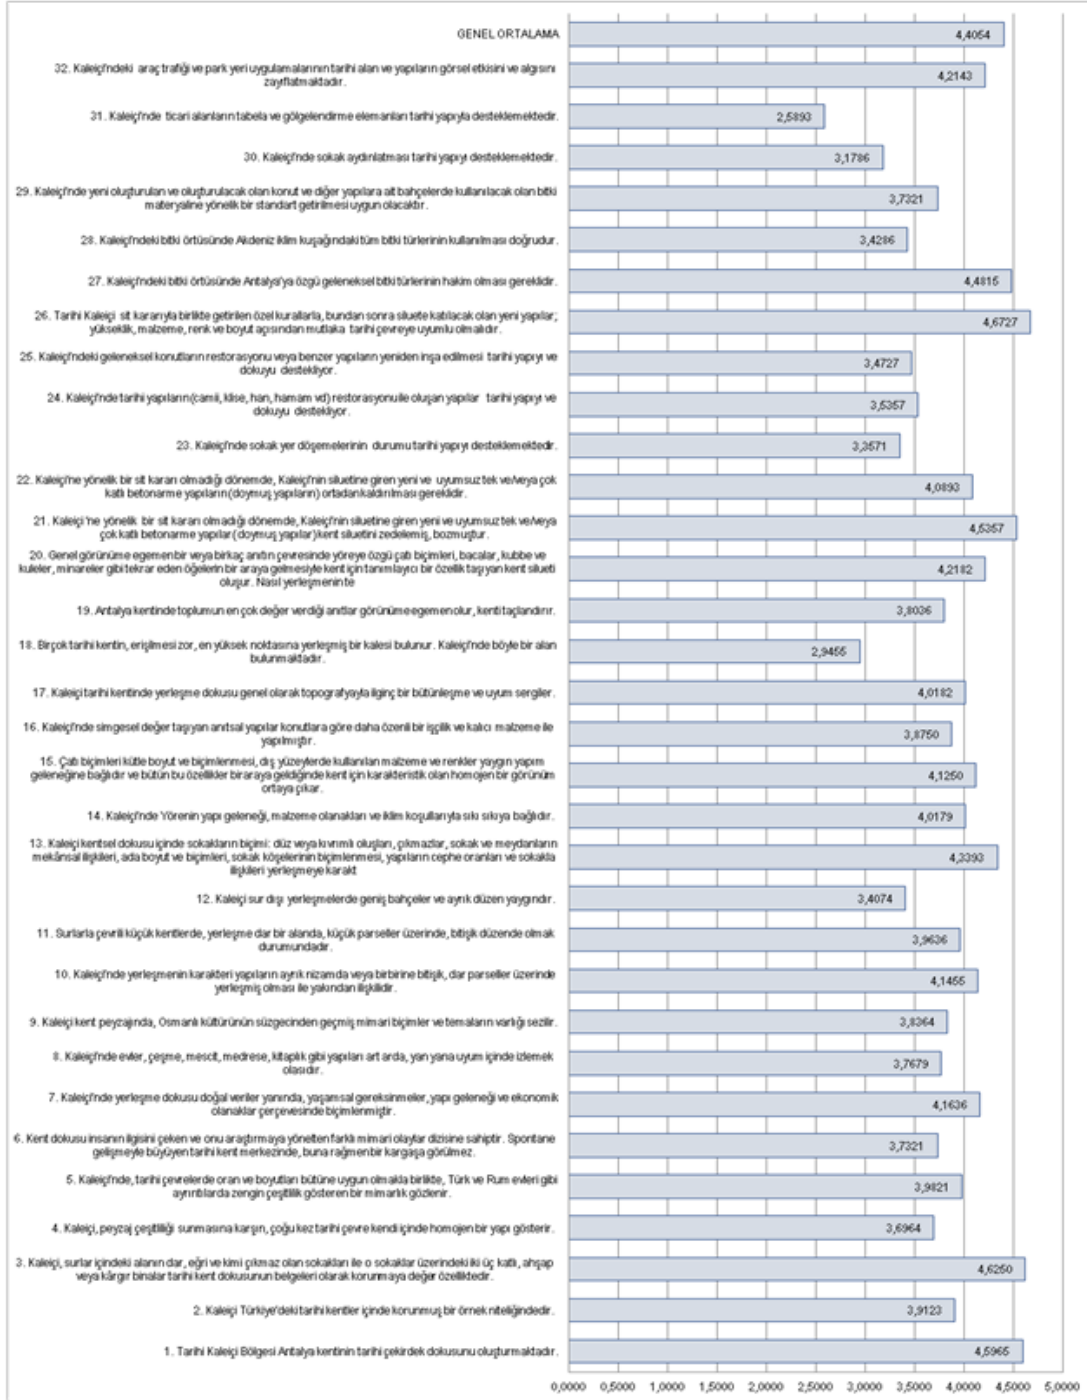 GENEL ORTALAMA
4,4054
32. Kaleiçi'ndeki araç trafiği ve park yeri uygulamalarının tarihi alan ve yapıların görsel etkisini ve algısını
zayıflatmaktadır.
4,2143
31. Kaleiçi'nde ticari alanların tabela ve gölgelendirme elemanları tarihi yapıyla desteklemektedir.
2,5893
30. Kaleiçi'nde sokak aydınlatması tarihi yapıyı desteklemektedir.
3,1786
29. Kaleiçi'nde yeni oluşturulan ve oluşturulacak olan konut ve diğer yapılara ait bahçelerde kullanılacak olan bitki
materyaline yönelik bir standart getirilmesi uygun olacaktır.
3,7321
28. Kaleiçi'ndeki bitki örtüsünde Akdeniz iklim kuşağındaki tüm bitki türlerinin kullanılması doğrudur.
3,4286
27. Kaleiçi'ndeki bitki örtüsünde Antalya'ya özgü geleneksel bitki türlerinin hakim olması gereklidir.
4,4815
26. Tarihi Kaleiçi sit kararıyla birlikte getirilen özel kurallarla, bundan sonra siluete katılacak olan yeni yapılar;
yükseklik, malzeme, renk ve boyut açısından mutlaka tarihi çevreye uyumlu olmalıdır.
4,6727
25. Kaleiçi'ndeki geleneksel konutların restorasyonu veya benzer yapıların yeniden inşa edilmesi tarihi yapıyı ve
dokuyu destekliyor.
3,4727
24. Kaleiçi'nde tarihi yapıların(camii, klise, han, hamam vd) restorasyonu ile oluşan yapılar tarihi yapıyı ve
dokuyu destekliyor.
3,5357
23. Kaleiçi'nde sokak yer döşemelerinin durumu tarihi yapıyı desteklemektedir.
3,3571
22. Kaleiçi'ne yönelik bir sit kararı olmadığı dönemde, Kaleiçi'nin siluetine giren yeni ve uyumsuz tek ve/veya çok
katlı betonarme yapıların(doymuş yapıların) ortadan kaldırılması gereklidir.
4,0893
21. Kaleiçi 'ne yönelik bir sit kararı olmadığı dönemde, Kaleiçi'nin siluetine giren yeni ve uyumsuz tek ve/veya
çok katlı betonarme yapılar(doymuş yapılar)kent siluetini zedelemiş, bozmuştur.
4,5357
20. Genel görünüme egemen bir veya birkaç anıtın çevresinde yöreye özgü çatı biçimleri, bacalar, kubbe ve
kuleler, minareler gibi tekrar eden öğelerin bir araya gelmesiyle kent için tanımlayıcı bir özellik taşıyan kent silueti
oluşur. Nasıl yerleşmenin te
4,2182
19. Antalya kentinde toplumun en çok değer verdiği anıtlar görünüme egemen olur, kenti taçlandırır.
3,8036
18. Birçok tarihi kentin, erişilmesi zor, en yüksek noktasına yerleşmiş bir kalesi bulunur. Kaleiçi'nde böyle bir alan
bulunmaktadır.
2,9455
17. Kaleiçi tarihi kentinde yerleşme dokusu genel olarak topografyayla ilginç bir bütünleşme ve uyum sergiler.
4,0182
16. Kaleiçi'nde simgesel değer taşıyan anıtsal yapılar konutlara göre daha özenli bir işçilik ve kalıcı malzeme ile
yapılmıştır.
3,8750
15. Çatı biçimleri kütle boyut ve biçimlenmesi, dış yüzeylerde kullanılan malzeme ve renkler yaygın yapım
geleneğine bağlıdır ve bütün bu özellikler biraraya geldiğinde kent için karakteristik olan homojen bir görünüm
ortaya çıkar.
4,1250
14. Kaleiçi'nde Yörenin yapı geleneği, malzeme olanakları ve iklim koşullarıyla sıkı sıkıya bağlıdır.
4,0179
13. Kaleiçi kentsel dokusu içinde sokakların biçimi: düz veya kıvrımlı oluşları, çıkmazlar, sokak ve meydanların
mekânsal ilişkileri, ada boyut ve biçimleri, sokak köşelerinin biçimlenmesi, yapıların cephe oranları ve sokakla
ilişkileri yerleşmeye karakt
4,3393
12. Kaleiçi sur dışı yerleşmelerde geniş bahçeler ve ayrık düzen yaygındır.
3,4074
11. Surlarla çevrili küçük kentlerde, yerleşme dar bir alanda, küçük parseller üzerinde, bitişik düzende olmak
durumundadır.
3,9636
10. Kaleiçi'nde yerleşmenin karakteri yapıların ayrık nizamda veya birbirine bitişik, dar parseller üzerinde
yerleşmiş olması ile yakından ilişkilidir.
4,1455
9. Kaleiçi kent peyzajında, Osmanlı kültürünün süzgecinden geçmiş mimari biçimler ve temaların varlığı sezilir.
3,8364
8. Kaleiçi'nde evler, çeşme, mescit, medrese, kitaplık gibi yapıları art arda, yan yana uyum içinde izlemek
olasıdır.
3,7679
7. Kaleiçi'nde yerleşme dokusu doğal veriler yanında, yaşamsal gereksinmeler, yapı geleneği ve ekonomik
olanaklar çerçevesinde biçimlenmiştir.
4,1636
6. Kent dokusu insanın ilgisini çeken ve onu araştırmaya yönelten farklı mimari olaylar dizisine sahiptir. Spontane
gelişmeyle büyüyen tarihi kent merkezinde, buna rağmen bir kargaşa görülmez.
3,7321
5. Kaleiçi'nde, tarihi çevrelerde oran ve boyutları bütüne uygun olmakla birlikte, Türk ve Rum evleri gibi
ayrıntılarda zengin çeşitlilik gösteren bir mimarlık gözlenir.
3,9821
4. Kaleiçi, peyzaj çeşitliliği sunmasına karşın, çoğu kez tarihi çevre kendi içinde homojen bir yapı gösterir.
3,6964
3. Kaleiçi, surlar içindeki alanın dar, eğri ve kimi çıkmaz olan sokakları ile o sokaklar üzerindeki iki üç katlı, ahşap
veya kârgir binalar tarihi kent dokusunun belgeleri olarak korunmaya değer özelliktedir.
4,6250
2. Kaleiçi Türkiye'deki tarihi kentler içinde korunmuş bir örnek niteliğindedir.
3,9123
1. Tarihi Kaleiçi Bölgesi Antalya kentinin tarihi çekirdek dokusunu oluşturmaktadır.
4,5965
0,0000 0,5000 1,0000 1,5000 2,0000 2,5000 3,0000 3,5000 4,0000 4,5000 5,0000